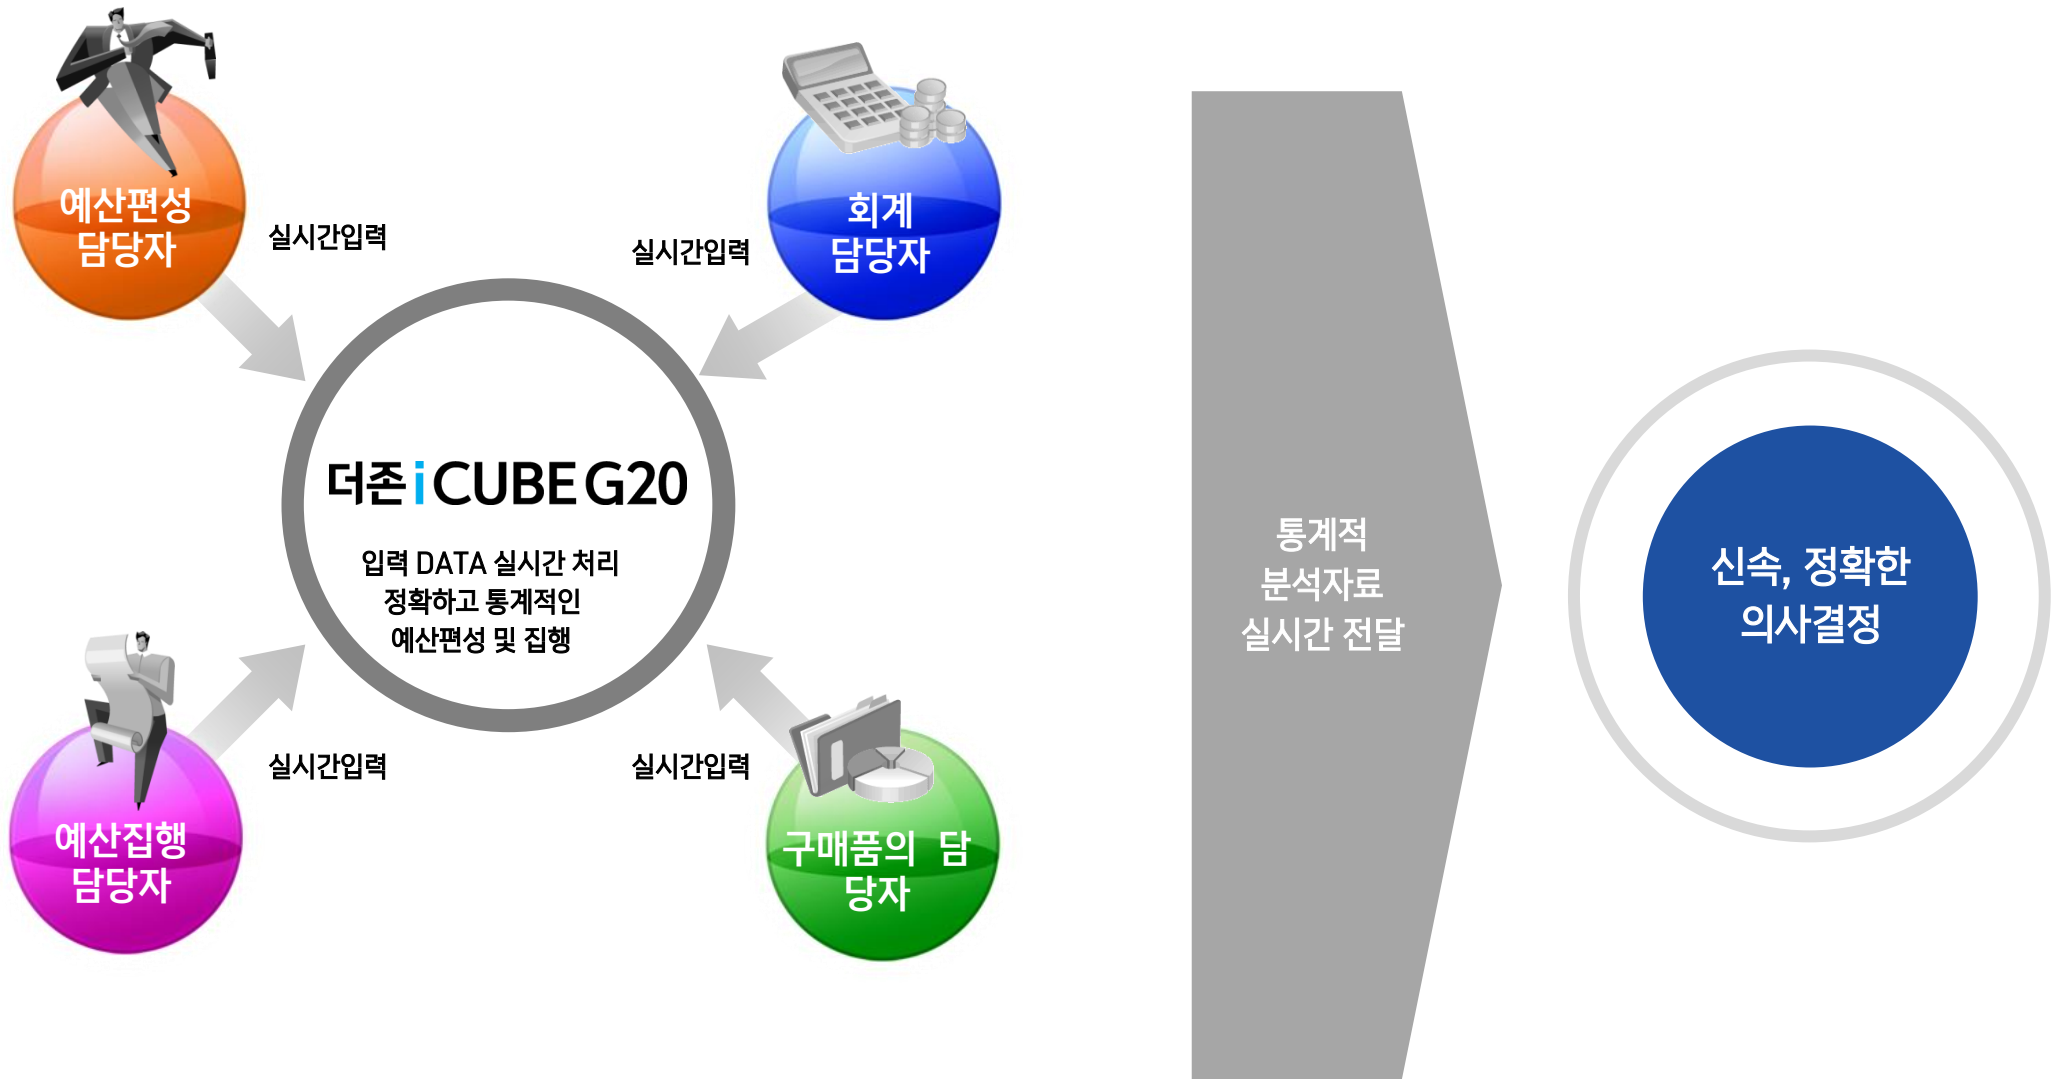 예산편성
담당자
실시간입력
회계
담당자
실시간입력
더존 iCUBE G20
입력 DATA 실시간 처리
정확하고 통계적인
예산편성 및 집행
예산집행
담당자
실시간입력
구매품의 담
당자
실시간입력
통계적
분석자료
실시간 전달
신속, 정확한
의사결정